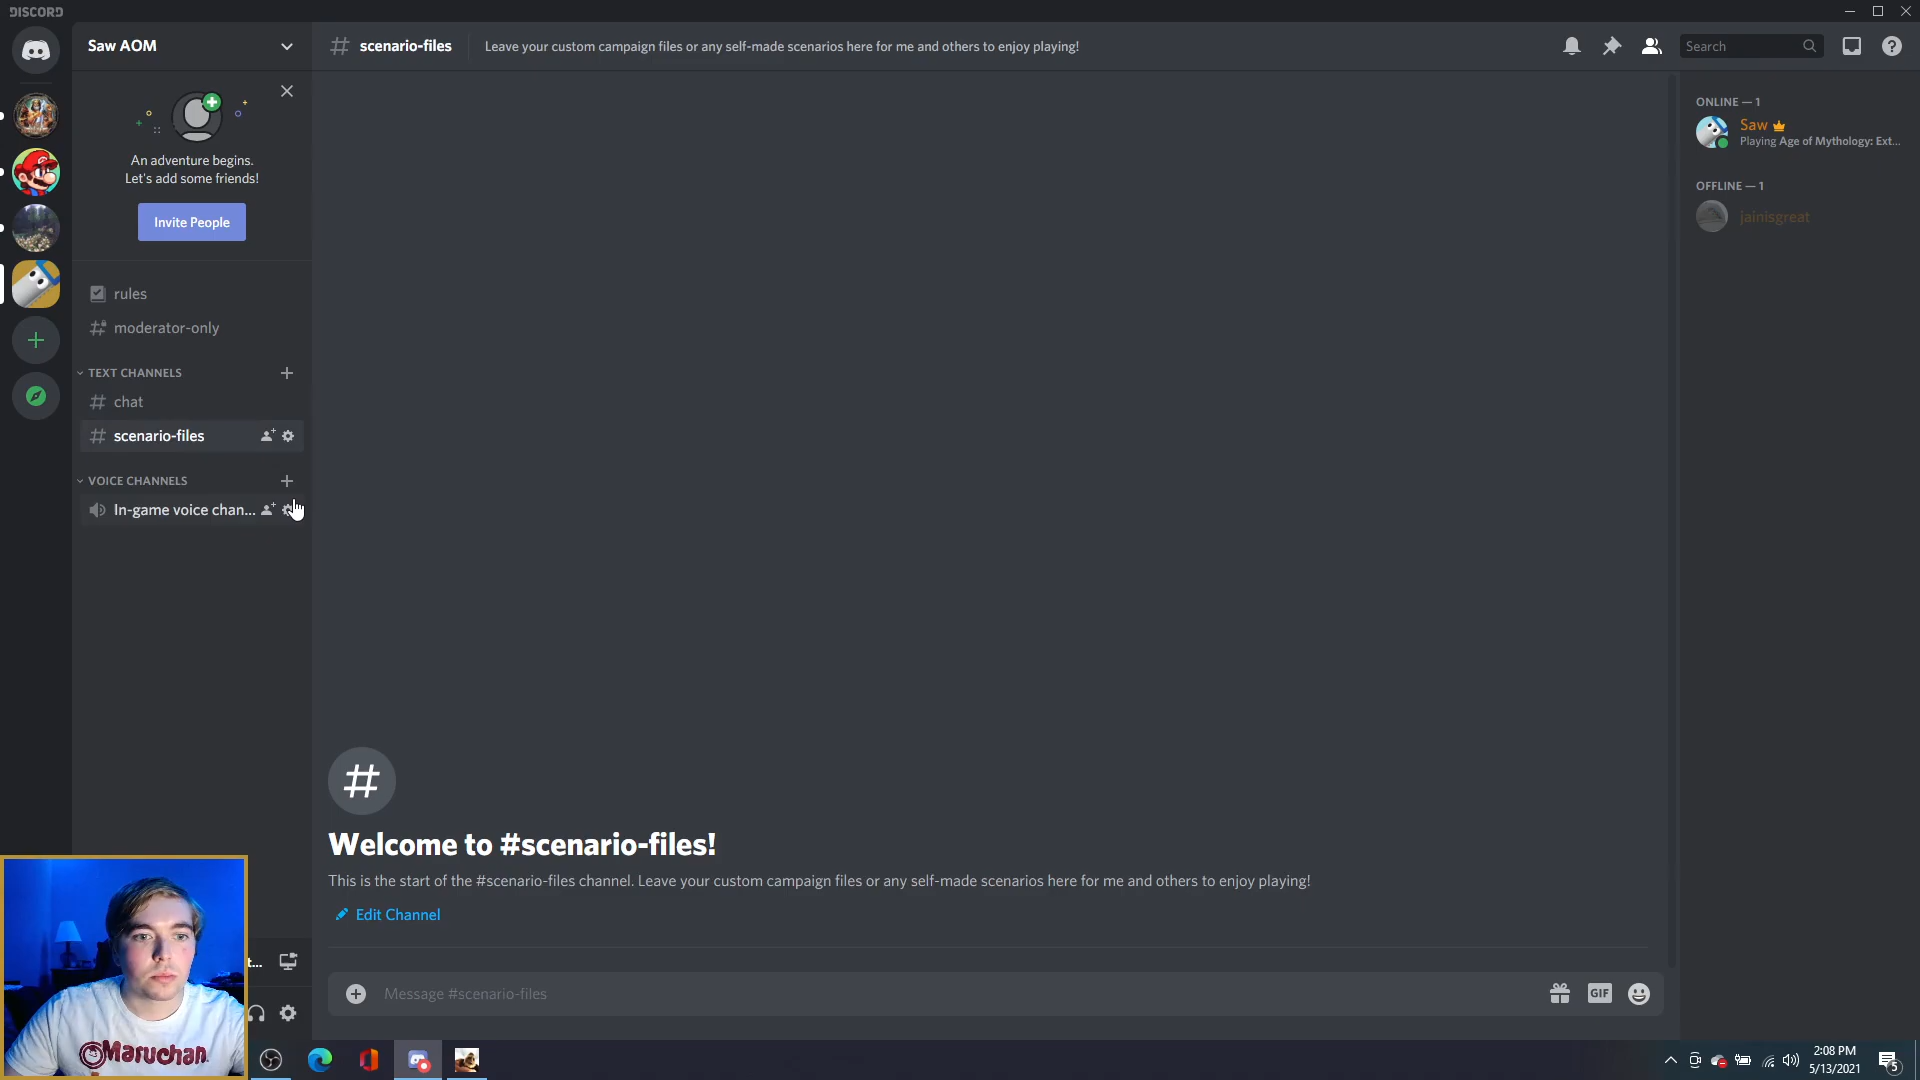 DISCORD
Saw AOM
scenario-files
Leave your custom campaign files or any self-made scenarios here for me and others to enjoy playing!
Search
An adventure begins.
Let's add some friends!
Invite People
rules
moderator-only
TEXT CHANNELS
chat
scenario-files
VOICE CHANNELS
In-game voice chan...
ONLINE — 1
Saw
Playing Age of Mythology: Ext...
OFFLINE — 1
jainisgreat
Welcome to #scenario-files!
This is the start of the #scenario-files channel. Leave your custom campaign files or any self-made scenarios here for me and others to enjoy playing!
Edit Channel
t...
Message #scenario-files
GIF
Maruchan.
2:08 PM
5/13/2021
5